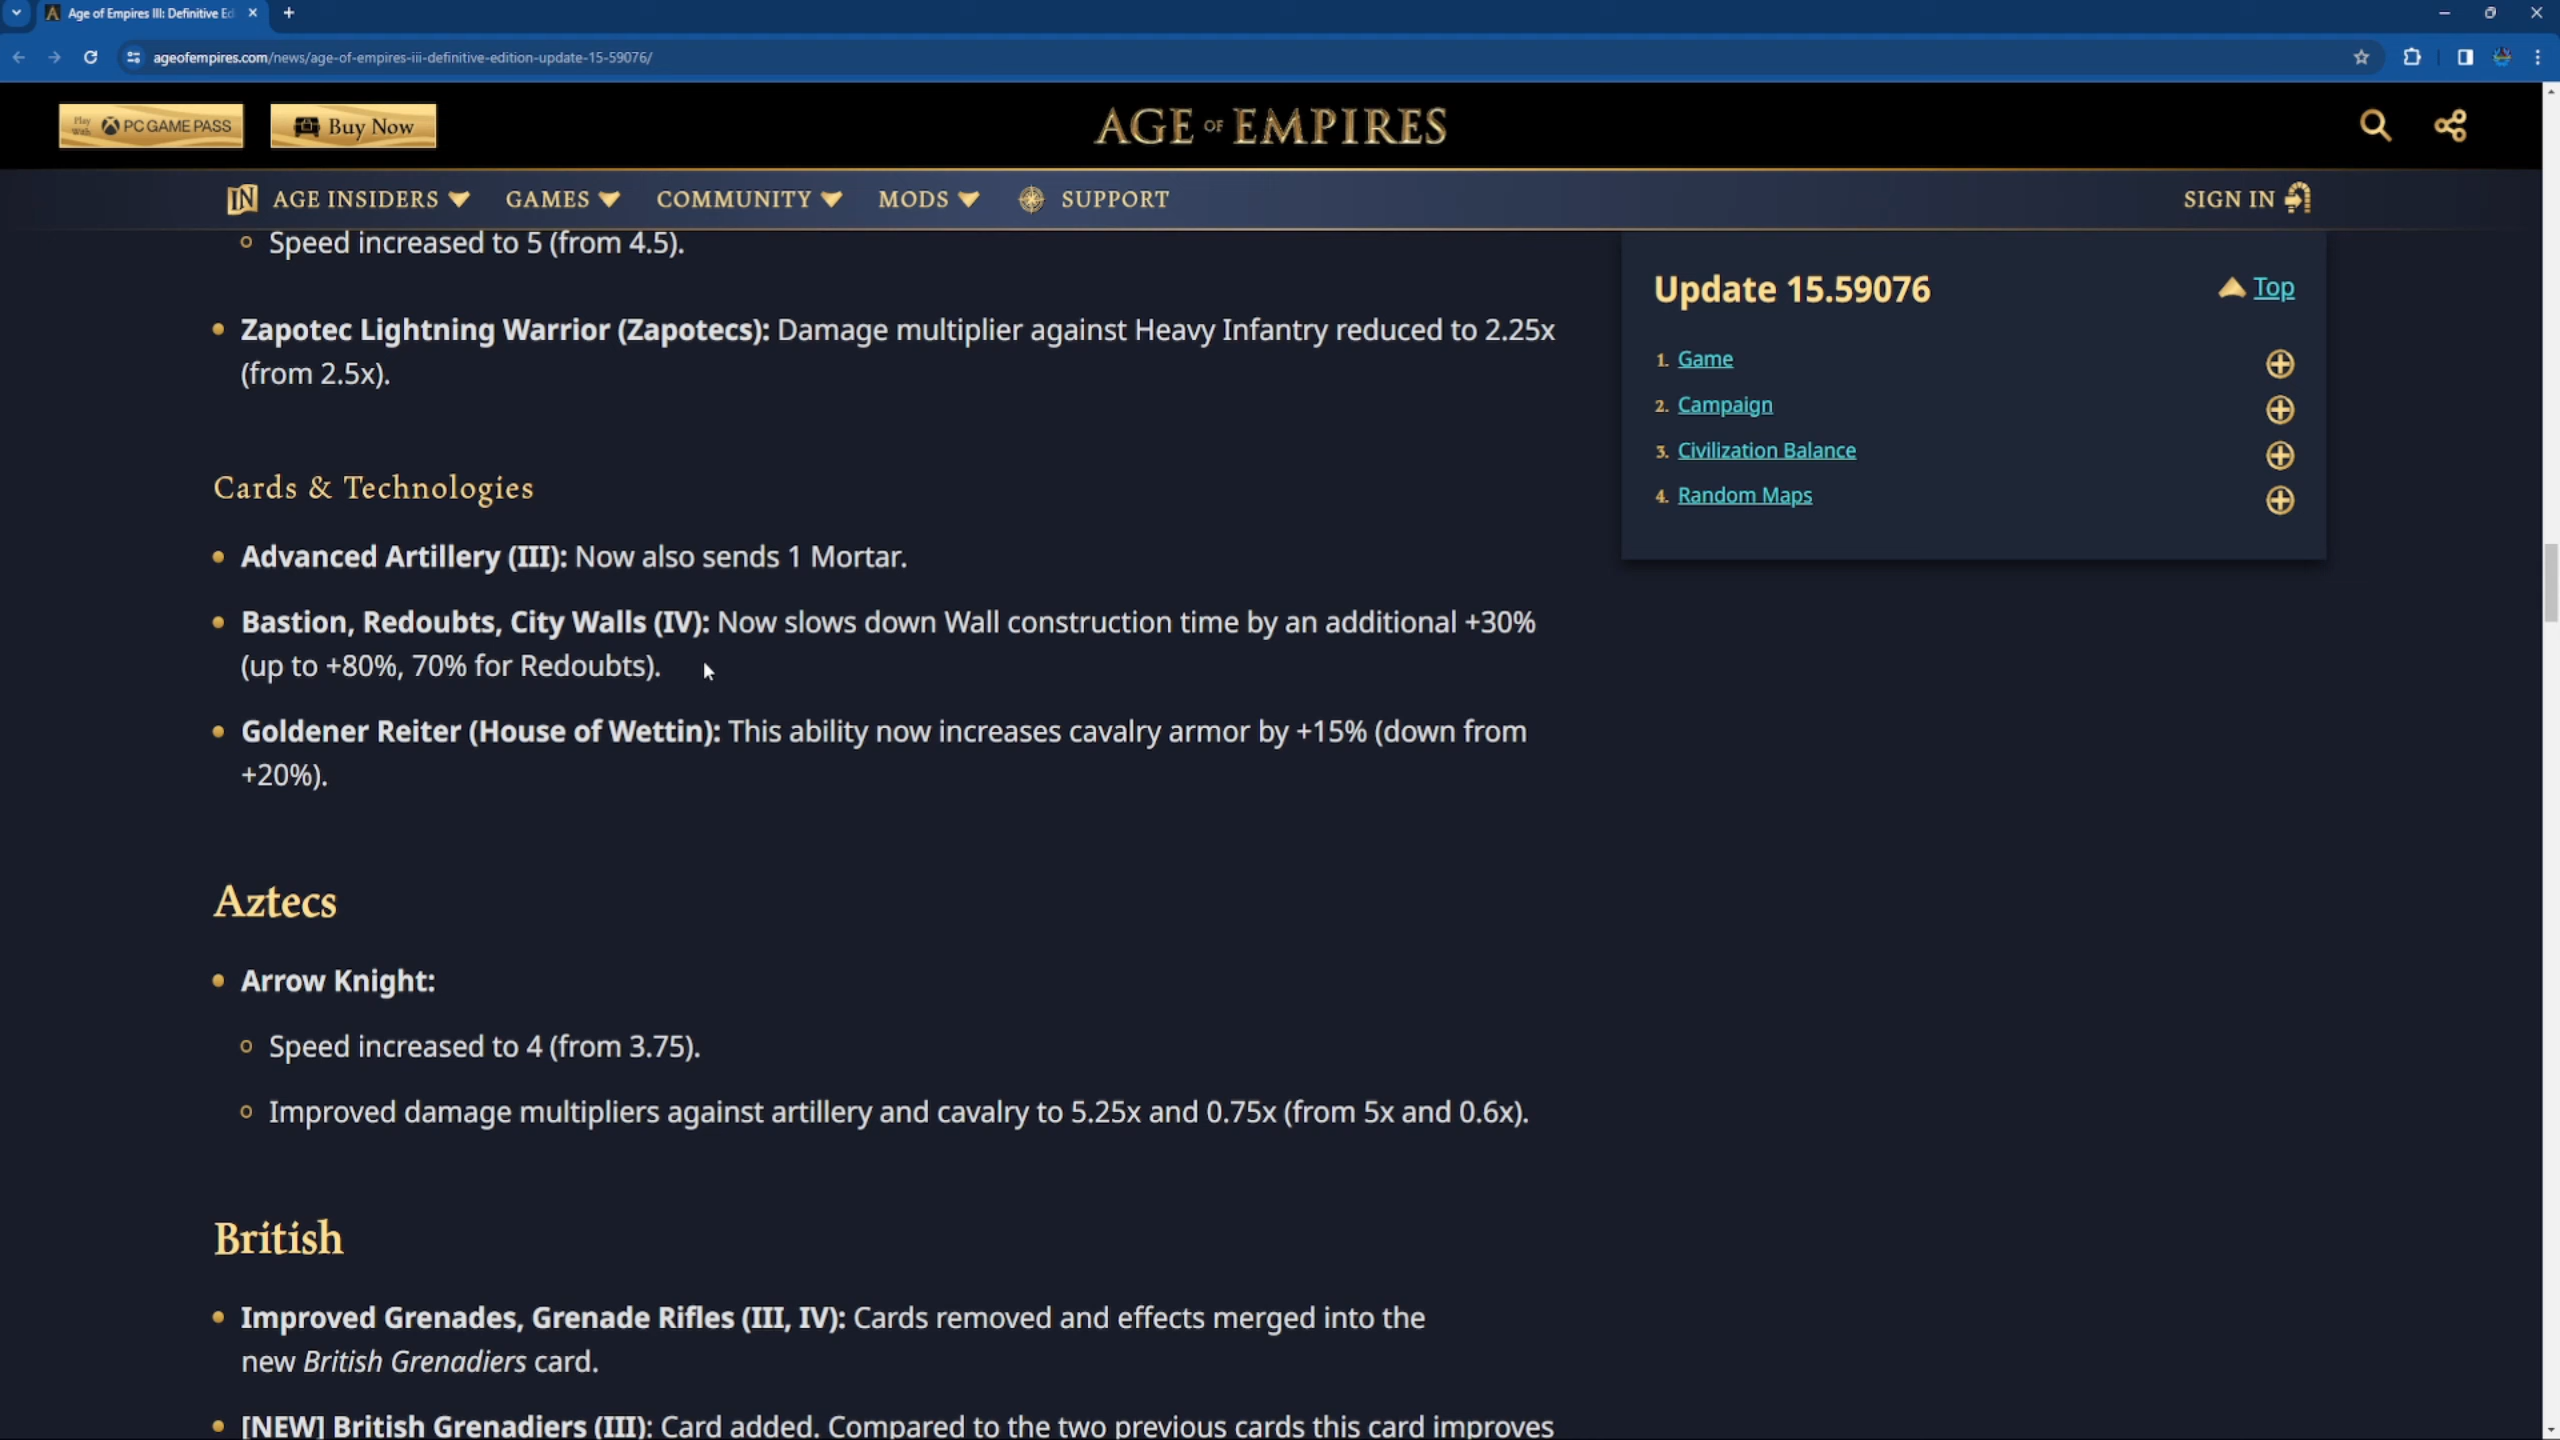 Age of Empires III: Definitive Ed
ageofempires.com/news/age-of-empires-iii-definitive-edition-update-15-59076/
Play With PC GAME PASS
Buy Now
AGE OF EMPIRES
IN AGE INSIDERS
GAMES
COMMUNITY
MODS
SUPPORT
SIGN IN
Speed increased to 5 (from 4.5).
Zapotec Lightning Warrior (Zapotecs): Damage multiplier against Heavy Infantry reduced to 2.25x
(from 2.5x).
Cards & Technologies
Advanced Artillery (III): Now also sends 1 Mortar.
Bastion, Redoubts, City Walls (IV): Now slows down Wall construction time by an additional +30%
(up to +80%, 70% for Redoubts).
Goldener Reiter (House of Wettin): This ability now increases cavalry armor by +15% (down from
+20%).
Aztecs
Arrow Knight:
Speed increased to 4 (from 3.75).
Improved damage multipliers against artillery and cavalry to 5.25x and 0.75x (from 5x and 0.6x).
British
Improved Grenades, Grenade Rifles (III, IV): Cards removed and effects merged into the
new British Grenadiers card.
[NEW] British Grenadiers (III): Card added. Compared to the two previous cards this card improves
Update 15.59076
Top
1. Game
2. Campaign
3. Civilization Balance
4. Random Maps